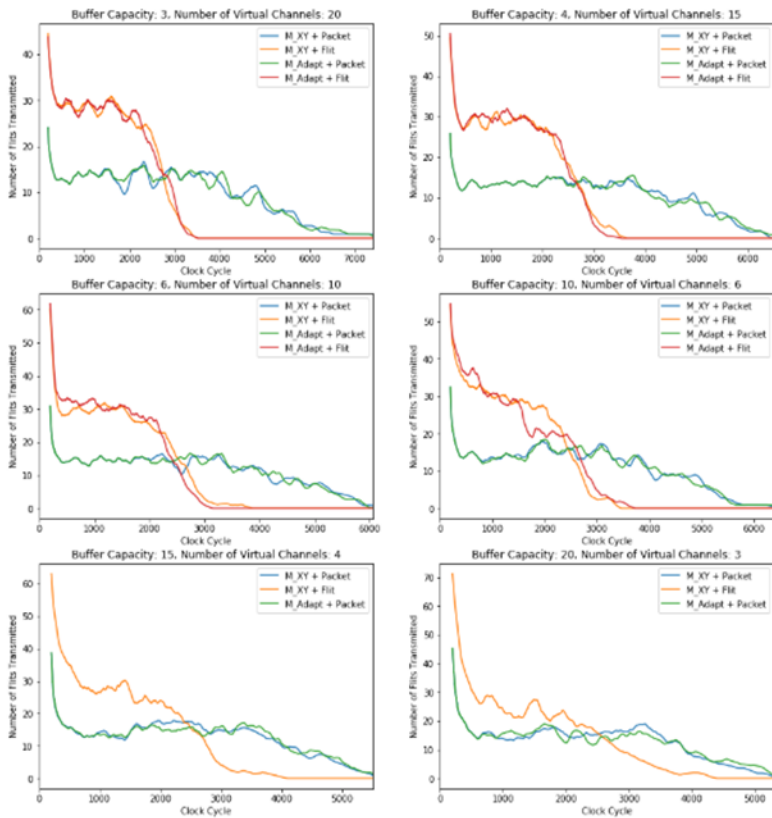 Buffer Capacity: 3, Number of Virtual Channels: 20
M_XY + Packet
M_XY + Flit
M_Adapt + Packet
M_Adapt + Flit
Number of Flits Transmitted
40
30
20
10
0
0 1000 2000 3000 4000 5000 6000 7000
Clock Cycle
Buffer Capacity: 4, Number of Virtual Channels: 15
M_XY + Packet
M_XY + Flit
M_Adapt + Packet
M_Adapt + Flit
Number of Flits Transmitted
50
40
30
20
10
0
0 1000 2000 3000 4000 5000 6000
Clock Cycle
Buffer Capacity: 6, Number of Virtual Channels: 10
M_XY + Packet
M_XY + Flit
M_Adapt + Packet
M_Adapt + Flit
Number of Flits Transmitted
60
50
40
30
20
10
0
0 1000 2000 3000 4000 5000 6000
Clock Cycle
Buffer Capacity: 10, Number of Virtual Channels: 6
M_XY + Packet
M_XY + Flit
M_Adapt + Packet
M_Adapt + Flit
Number of Flits Transmitted
50
40
30
20
10
0
0 1000 2000 3000 4000 5000 6000
Clock Cycle
Buffer Capacity: 15, Number of Virtual Channels: 4
M_XY + Packet
M_XY + Flit
M_Adapt + Packet
Number of Flits Transmitted
60
50
40
30
20
10
0
0 1000 2000 3000 4000 5000
Clock Cycle
Buffer Capacity: 20, Number of Virtual Channels: 3
M_XY + Packet
M_XY + Flit
M_Adapt + Packet
Number of Flits Transmitted
70
60
50
40
30
20
10
0
0 1000 2000 3000 4000 5000
Clock Cycle